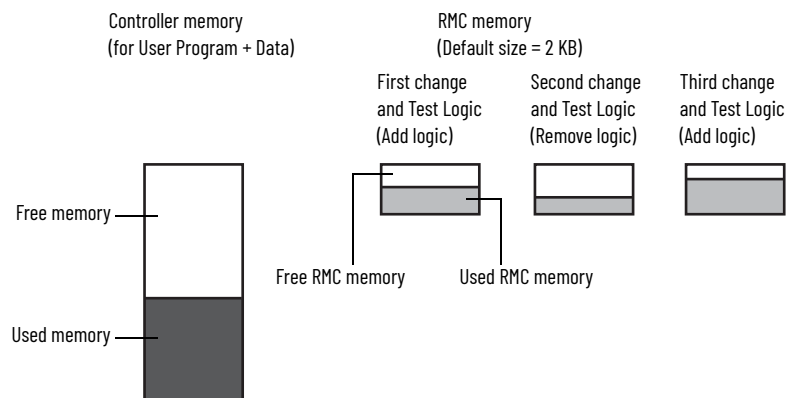 Controller memory
(for User Program + Data)
RMC memory
(Default size = 2 KB)
First change
and Test Logic
(Add logic)
Second change
and Test Logic
(Remove logic)
Third change
and Test Logic
(Add logic)
Free memory
Free RMC memory
Used RMC memory
Used memory